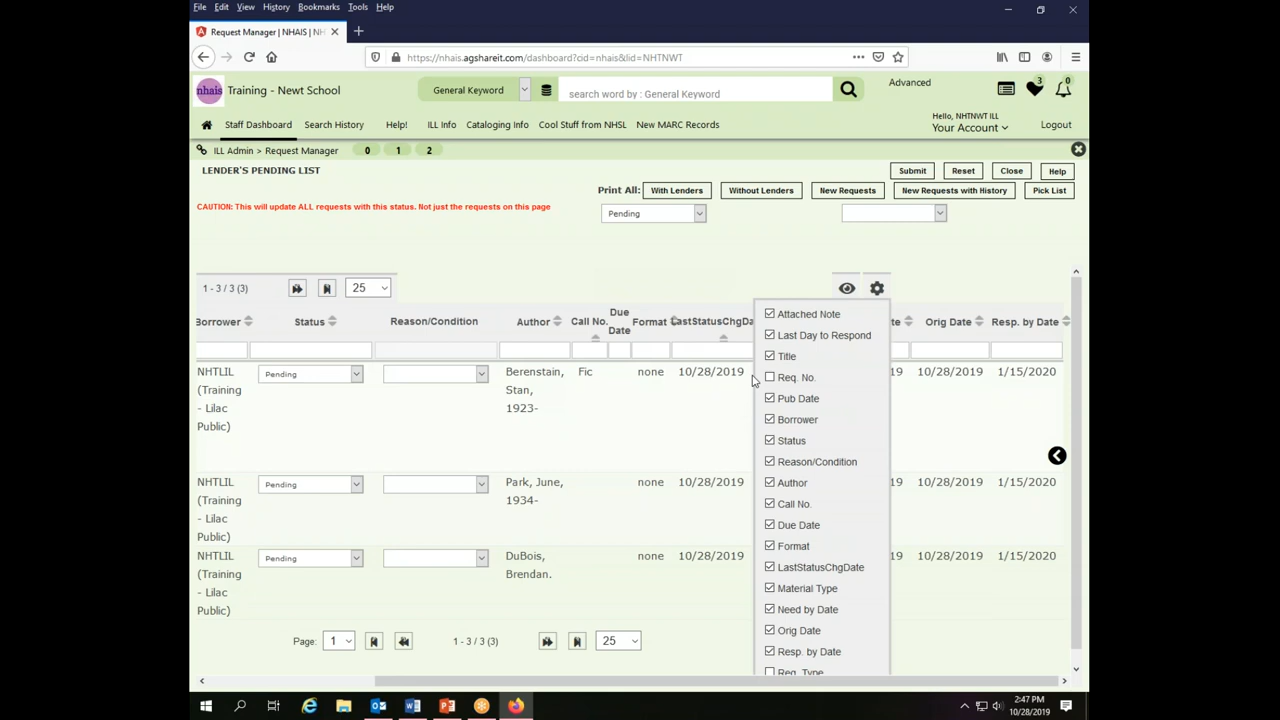 File Edit View History Bookmarks Tools Help
Request Manager | NHAIS | NH
https://nhais.agshareit.com/dashboard?cid=nhais&lid=NHTNWT
nhais Training - Newt School General Keyword search word by : General Keyword Advanced 3 0
Home Staff Dashboard Search History Help! ILL Info Cataloging Info Cool Stuff from NHSL New MARC Records Hello, NHTNWT ILL Your Account Logout
ILL Admin > Request Manager 0 1 2
LENDER'S PENDING LIST Submit Reset Close Help
Print All: With Lenders Without Lenders New Requests New Requests with History Pick List
CAUTION: This will update ALL requests with this status. Not just the requests on this page Pending
1 - 3 / 3 (3) 25
Borrower Status Reason/Condition Author Call No. Due Date Format Orig Date Resp. by Date
NHTLIL Pending Berenstain, Fic none 10/28/2019 19 10/28/2019 1/15/2020
(Training Stan,
- Lilac 1923-
Public)
NHTLIL Pending Park, June, none 10/28/2019 10/28/2019 1/15/2020
(Training 1934-
- Lilac
Public)
NHTLIL Pending DuBois, none 10/28/2019 19 10/28/2019 1/15/2020
(Training Brendan.
- Lilac
Public)
Attached Note
Last Day to Respond
Title
Req. No.
Pub Date
Borrower
Status
Reason/Condition
Author
Call No.
Due Date
Format
LastStatusChgDate
Material Type
Need by Date
Orig Date
Resp. by Date
Req. Type
Page: 1 1 - 3 / 3 (3) 25
2:47 PM
10/28/2019